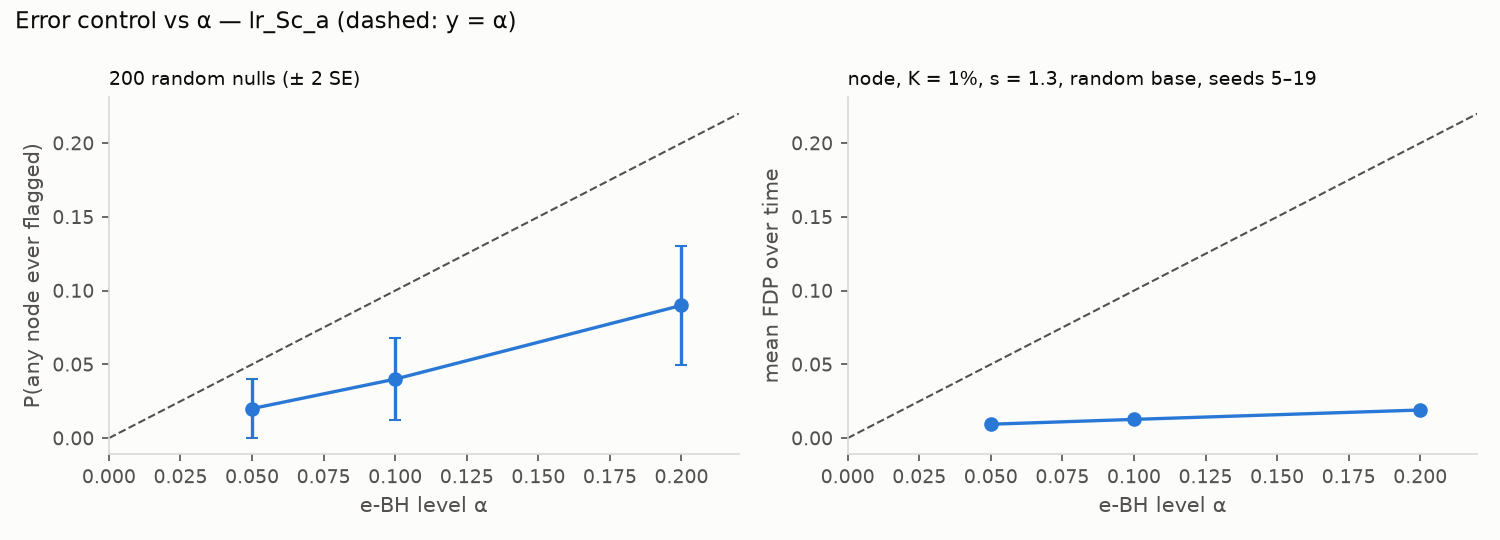 Error control vs α — lr_Sc_a (dashed: y = α)
200 random nulls (± 2 SE)
P(any node ever flagged)
0.20
0.15
0.10
0.05
0.00
0.000 0.025 0.050 0.075 0.100 0.125 0.150 0.175 0.200
e-BH level α
node, K = 1%, s = 1.3, random base, seeds 5–19
mean FDP over time
0.20
0.15
0.10
0.05
0.00
0.000 0.025 0.050 0.075 0.100 0.125 0.150 0.175 0.200
e-BH level α